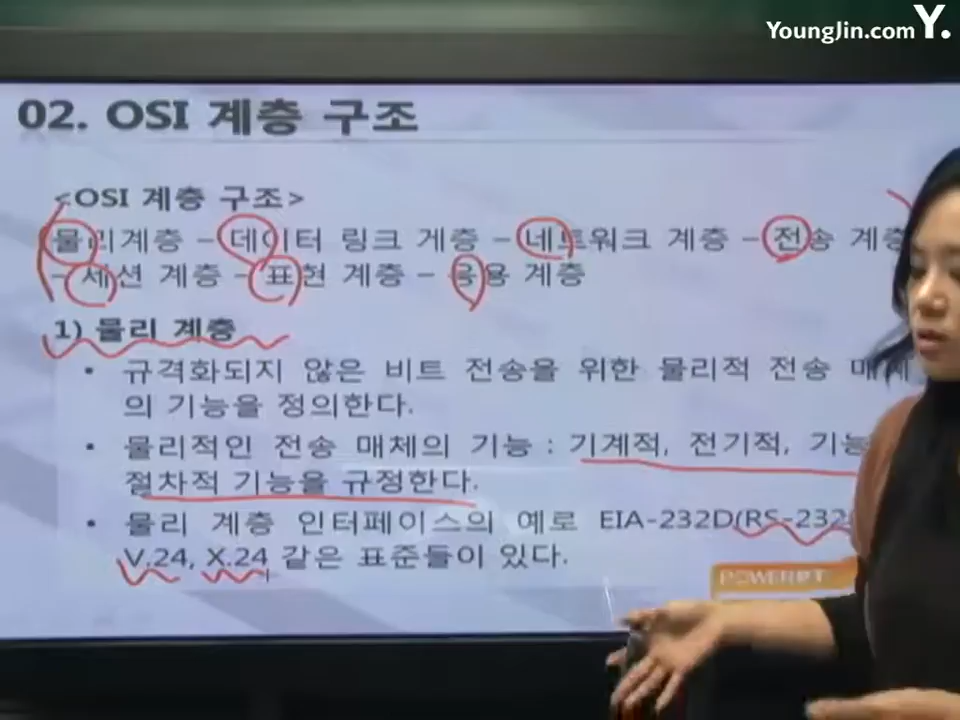 YoungJin.com Y.
02. OSI 계층 구조
<OSI 계층 구조>
물리계층 – 데이터 링크 게층 – 네트워크 계층 – 전송 계층
– 세션 계층 – 표현 계층 – 응용 계층
1) 물리 계층
• 규격화되지 않은 비트 전송을 위한 물리적 전송 매체
의 기능을 정의한다.
• 물리적인 전송 매체의 기능 : 기계적, 전기적, 기능
절차적 기능을 규정한다.
• 물리 계층 인터페이스의 예로 EIA-232D(RS-232
V.24, X.24 같은 표준들이 있다.
POWERPT